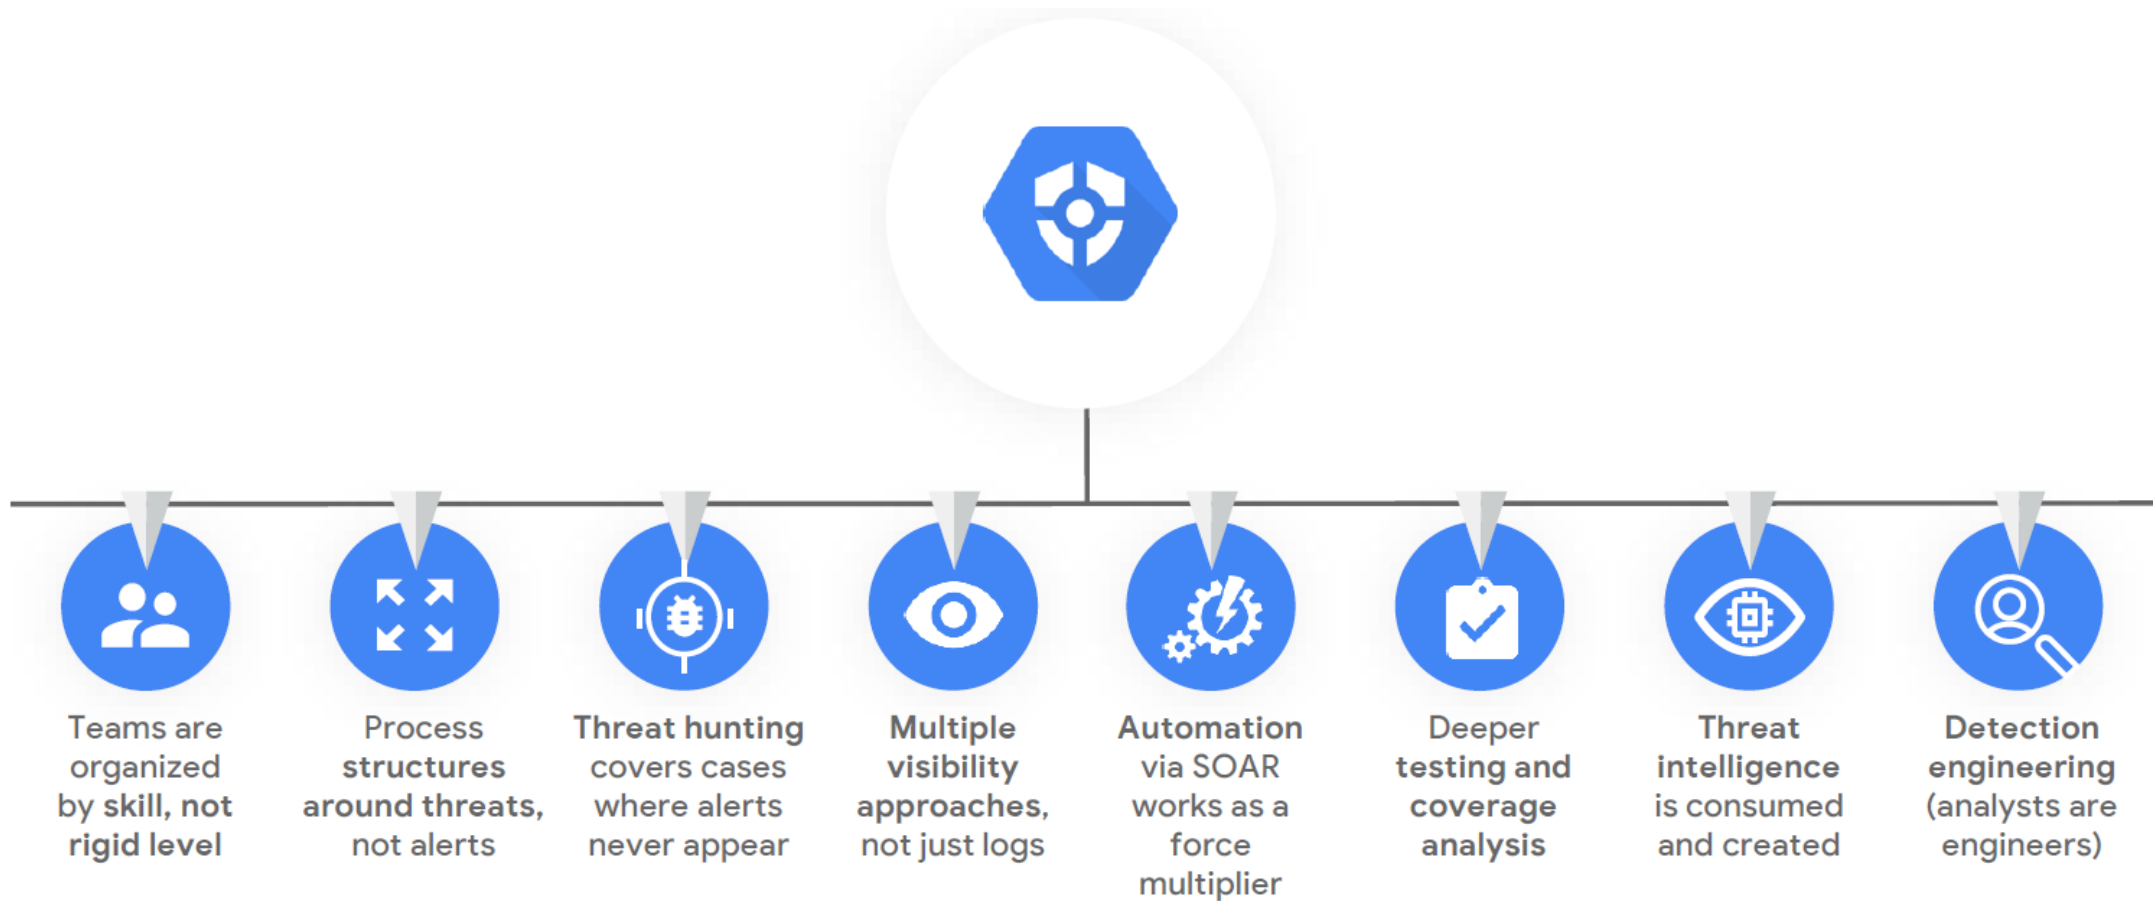 Teams are
organized
by skill, not
rigid level
Process
structures
around threats,
not alerts
Threat hunting
covers cases
where alerts
never appear
Multiple
visibility
approaches,
not just logs
Automation
via SOAR
works as a
force
multiplier
Deeper
testing and
coverage
analysis
Threat
intelligence
is consumed
and created
Detection
engineering
(analysts are
engineers)